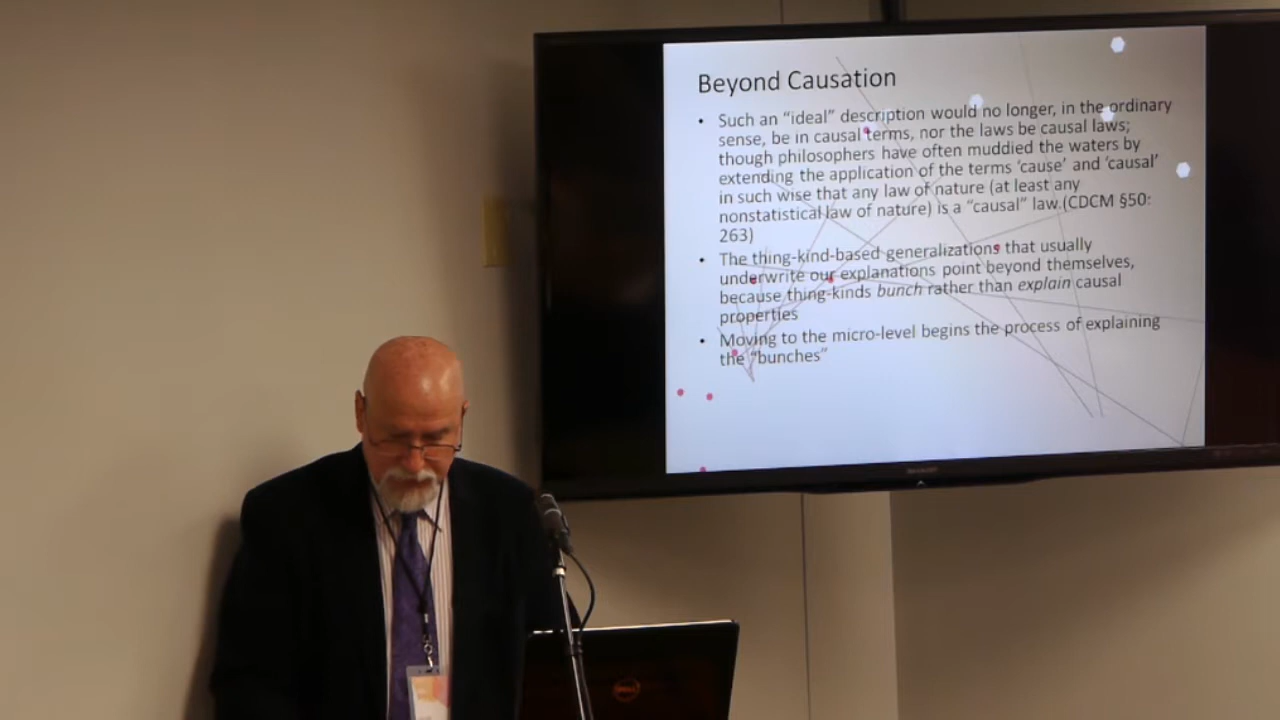 Beyond Causation
• Such an “ideal” description would no longer, in the ordinary
sense, be in causal terms, nor the laws be causal laws;
though philosophers have often muddied the waters by
extending the application of the terms ‘cause’ and ‘causal’
in such wise that any law of nature (at least any
nonstatistical law of nature) is a “causal” law.(CDCM §50:
263)
• The thing-kind-based generalizations that usually
underwrite our explanations point beyond themselves,
because thing-kinds bunch rather than explain causal
properties
• Moving to the micro-level begins the process of explaining
the “bunches”
SHARP
DELL